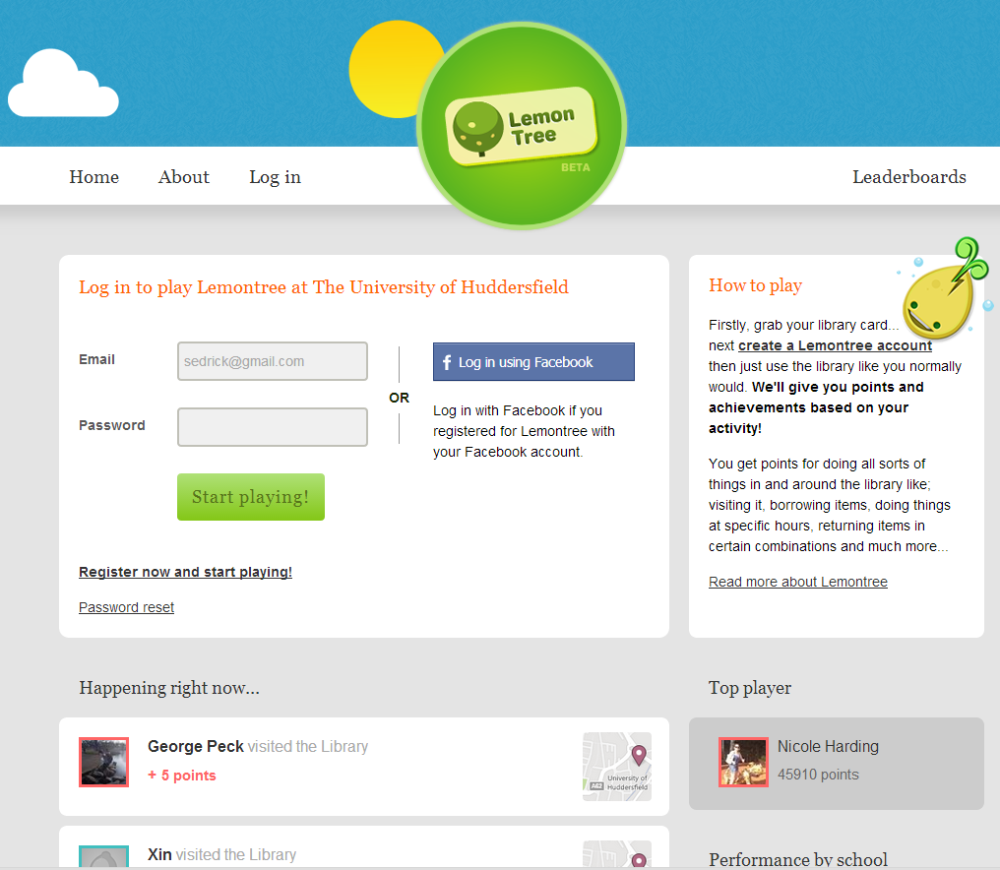 Lemon
Tree
BETA
Home
About
Log in
Leaderboards
Log in to play Lemontree at The University of Huddersfield
Email
sedrick@gmail.com
Password
Start playing!
OR
Log in using Facebook
Log in with Facebook if you
registered for Lemontree with
your Facebook account.
Register now and start playing!
Password reset
How to play
Firstly, grab your library card...
next create a Lemontree account
then just use the library like you normally
would. We'll give you points and
achievements based on your
activity!
You get points for doing all sorts of
things in and around the library like;
visiting it, borrowing items, doing things
at specific hours, returning items in
certain combinations and much more...
Read more about Lemontree
Happening right now...
George Peck visited the Library
+ 5 points
University of
Huddersfield
A62
Xin visited the Library
Top player
Nicole Harding
45910 points
Performance by school